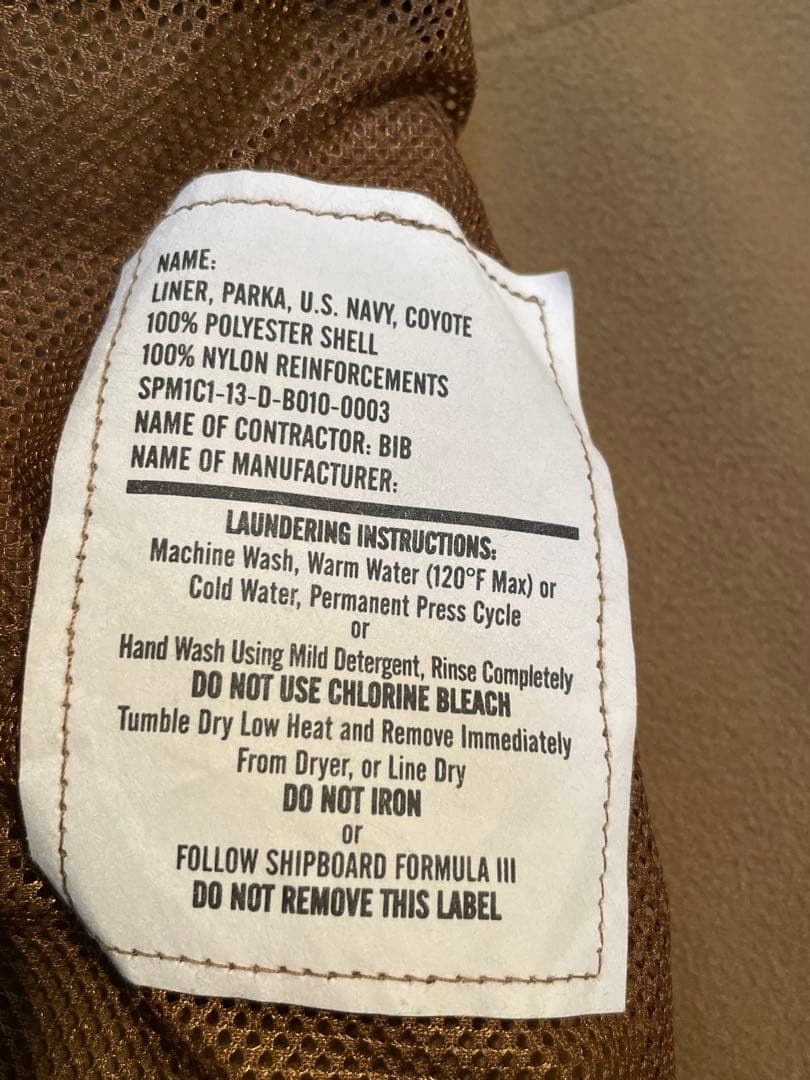 NAME:
LINER, PARKA, U.S. NAVY, COYOTE
100% POLYESTER SHELL
100% NYLON REINFORCEMENTS
SPM1C1-13-D-B010-0003
NAME OF CONTRACTOR: BIB
NAME OF MANUFACTURER:
LAUNDERING INSTRUCTIONS:
Machine Wash, Warm Water (120°F Max) or
Cold Water, Permanent Press Cycle
or
Hand Wash Using Mild Detergent, Rinse Completely
DO NOT USE CHLORINE BLEACH
Tumble Dry Low Heat and Remove Immediately
From Dryer, or Line Dry
DO NOT IRON
or
FOLLOW SHIPBOARD FORMULA III
DO NOT REMOVE THIS LABEL